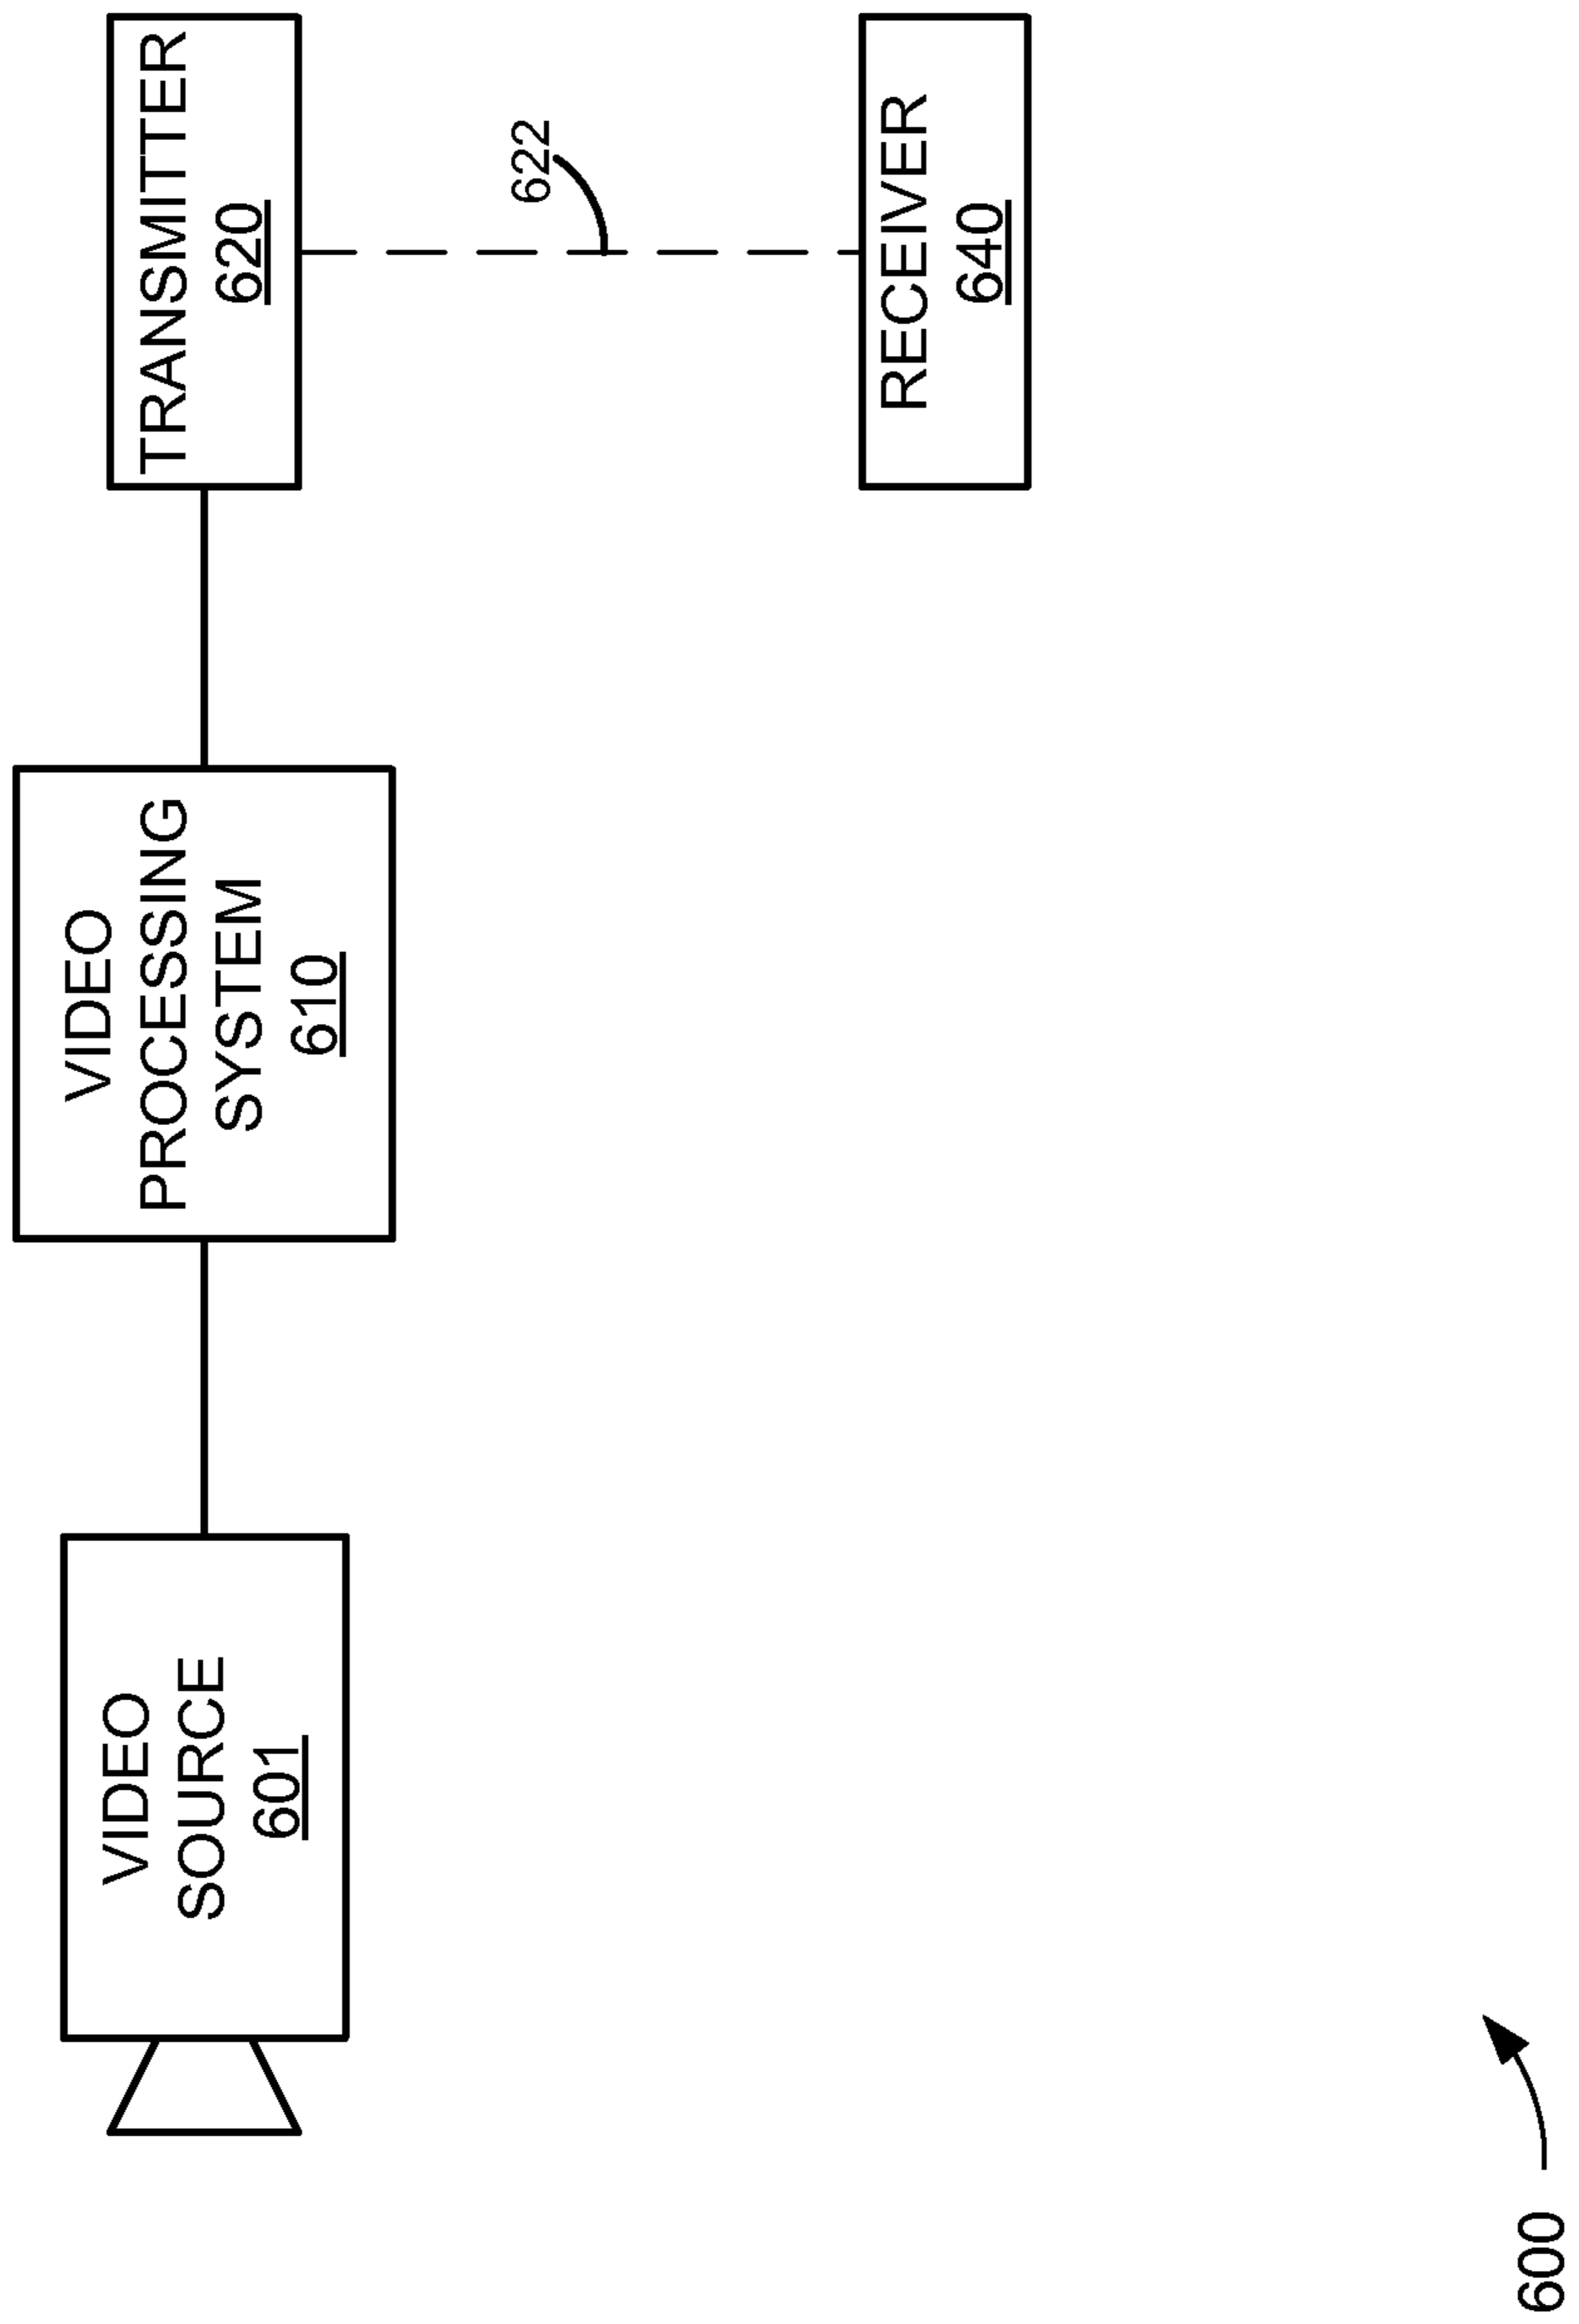 VIDEO
SOURCE
601
VIDEO
PROCESSING
SYSTEM
610
TRANSMITTER
620
622
RECEIVER
640
600